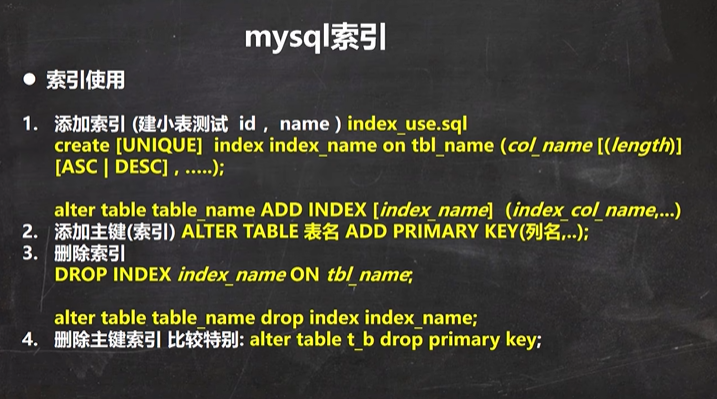 mysql索引
● 索引使用
1. 添加索引 (建小表测试 id , name ) index_use.sql
create [UNIQUE] index index_name on tbl_name (col_name [(length)]
[ASC | DESC] , .....);
alter table table_name ADD INDEX [index_name] (index_col_name,...)
2. 添加主键(索引) ALTER TABLE 表名 ADD PRIMARY KEY(列名,..);
3. 删除索引
DROP INDEX index_name ON tbl_name;
alter table table_name drop index index_name;
4. 删除主键索引 比较特别: alter table t_b drop primary key;